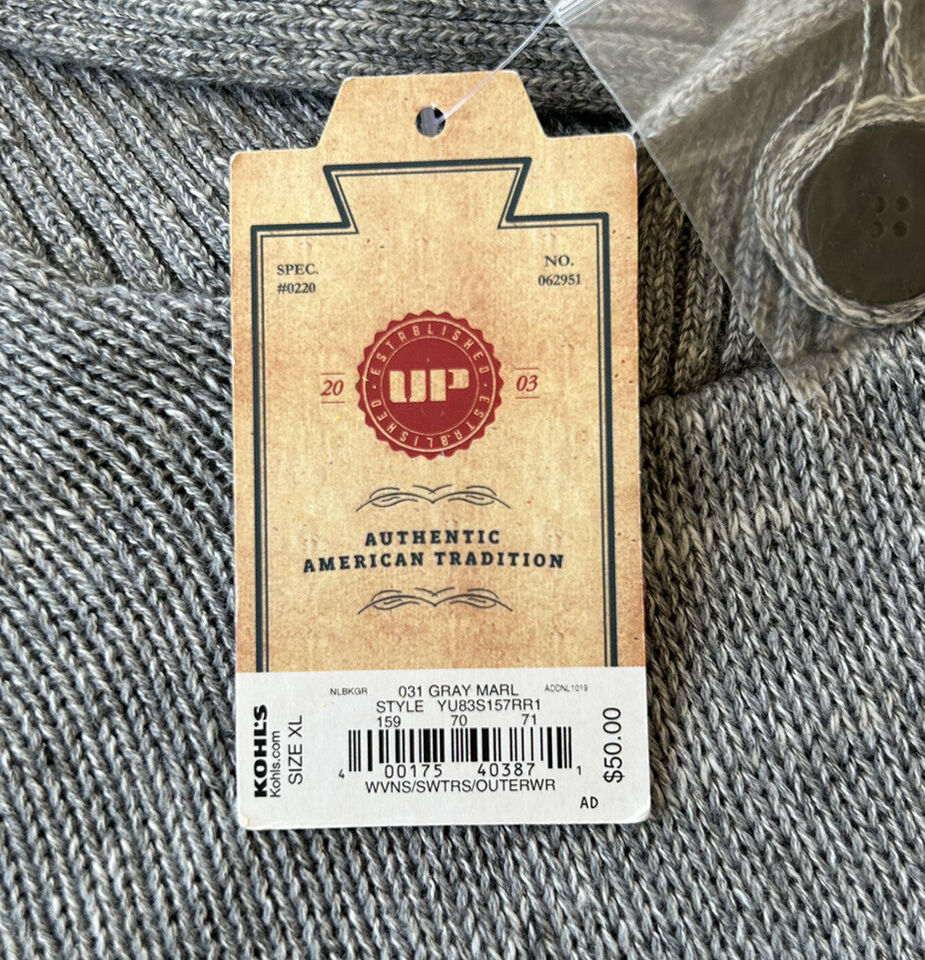 SPEC.
#0220
NO.
062951
ESTABLISHED · ESTABLISHED ·
20
UP
03
AUTHENTIC
AMERICAN TRADITION
NLBKGR
031 GRAY MARL
ADDNL1019
STYLE YU83S157RR1
159 70 71
4 00175 40387 1
WVNS/SWTRS/OUTERWR
AD
KOHL'S
Kohls.com
SIZE XL
$50.00